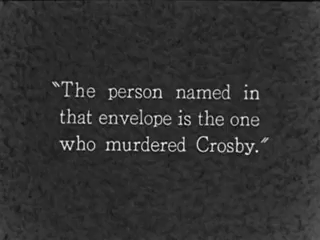 "The person named in
that envelope is the one
who murdered Crosby."